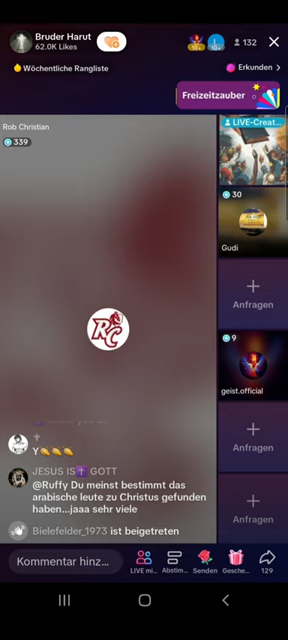 Bruder Harut
62.0K Likes
132
Wöchentliche Rangliste
Erkunden >
Freizeitzauber
Rob Christian
339
LIVE-Creat...
30
Gudi
RC
+
Anfragen
9
geist.official
+
Anfragen
+
Anfragen
Y
JESUS IS✝️GOTT
@Ruffy Du meinst bestimmt das
arabische leute zu Christus gefunden
haben...jaaa sehr viele
Bielefelder_1973 ist beigetreten
Kommentar hinz...
LIVE mi... Abstim... Senden Gesche... 129